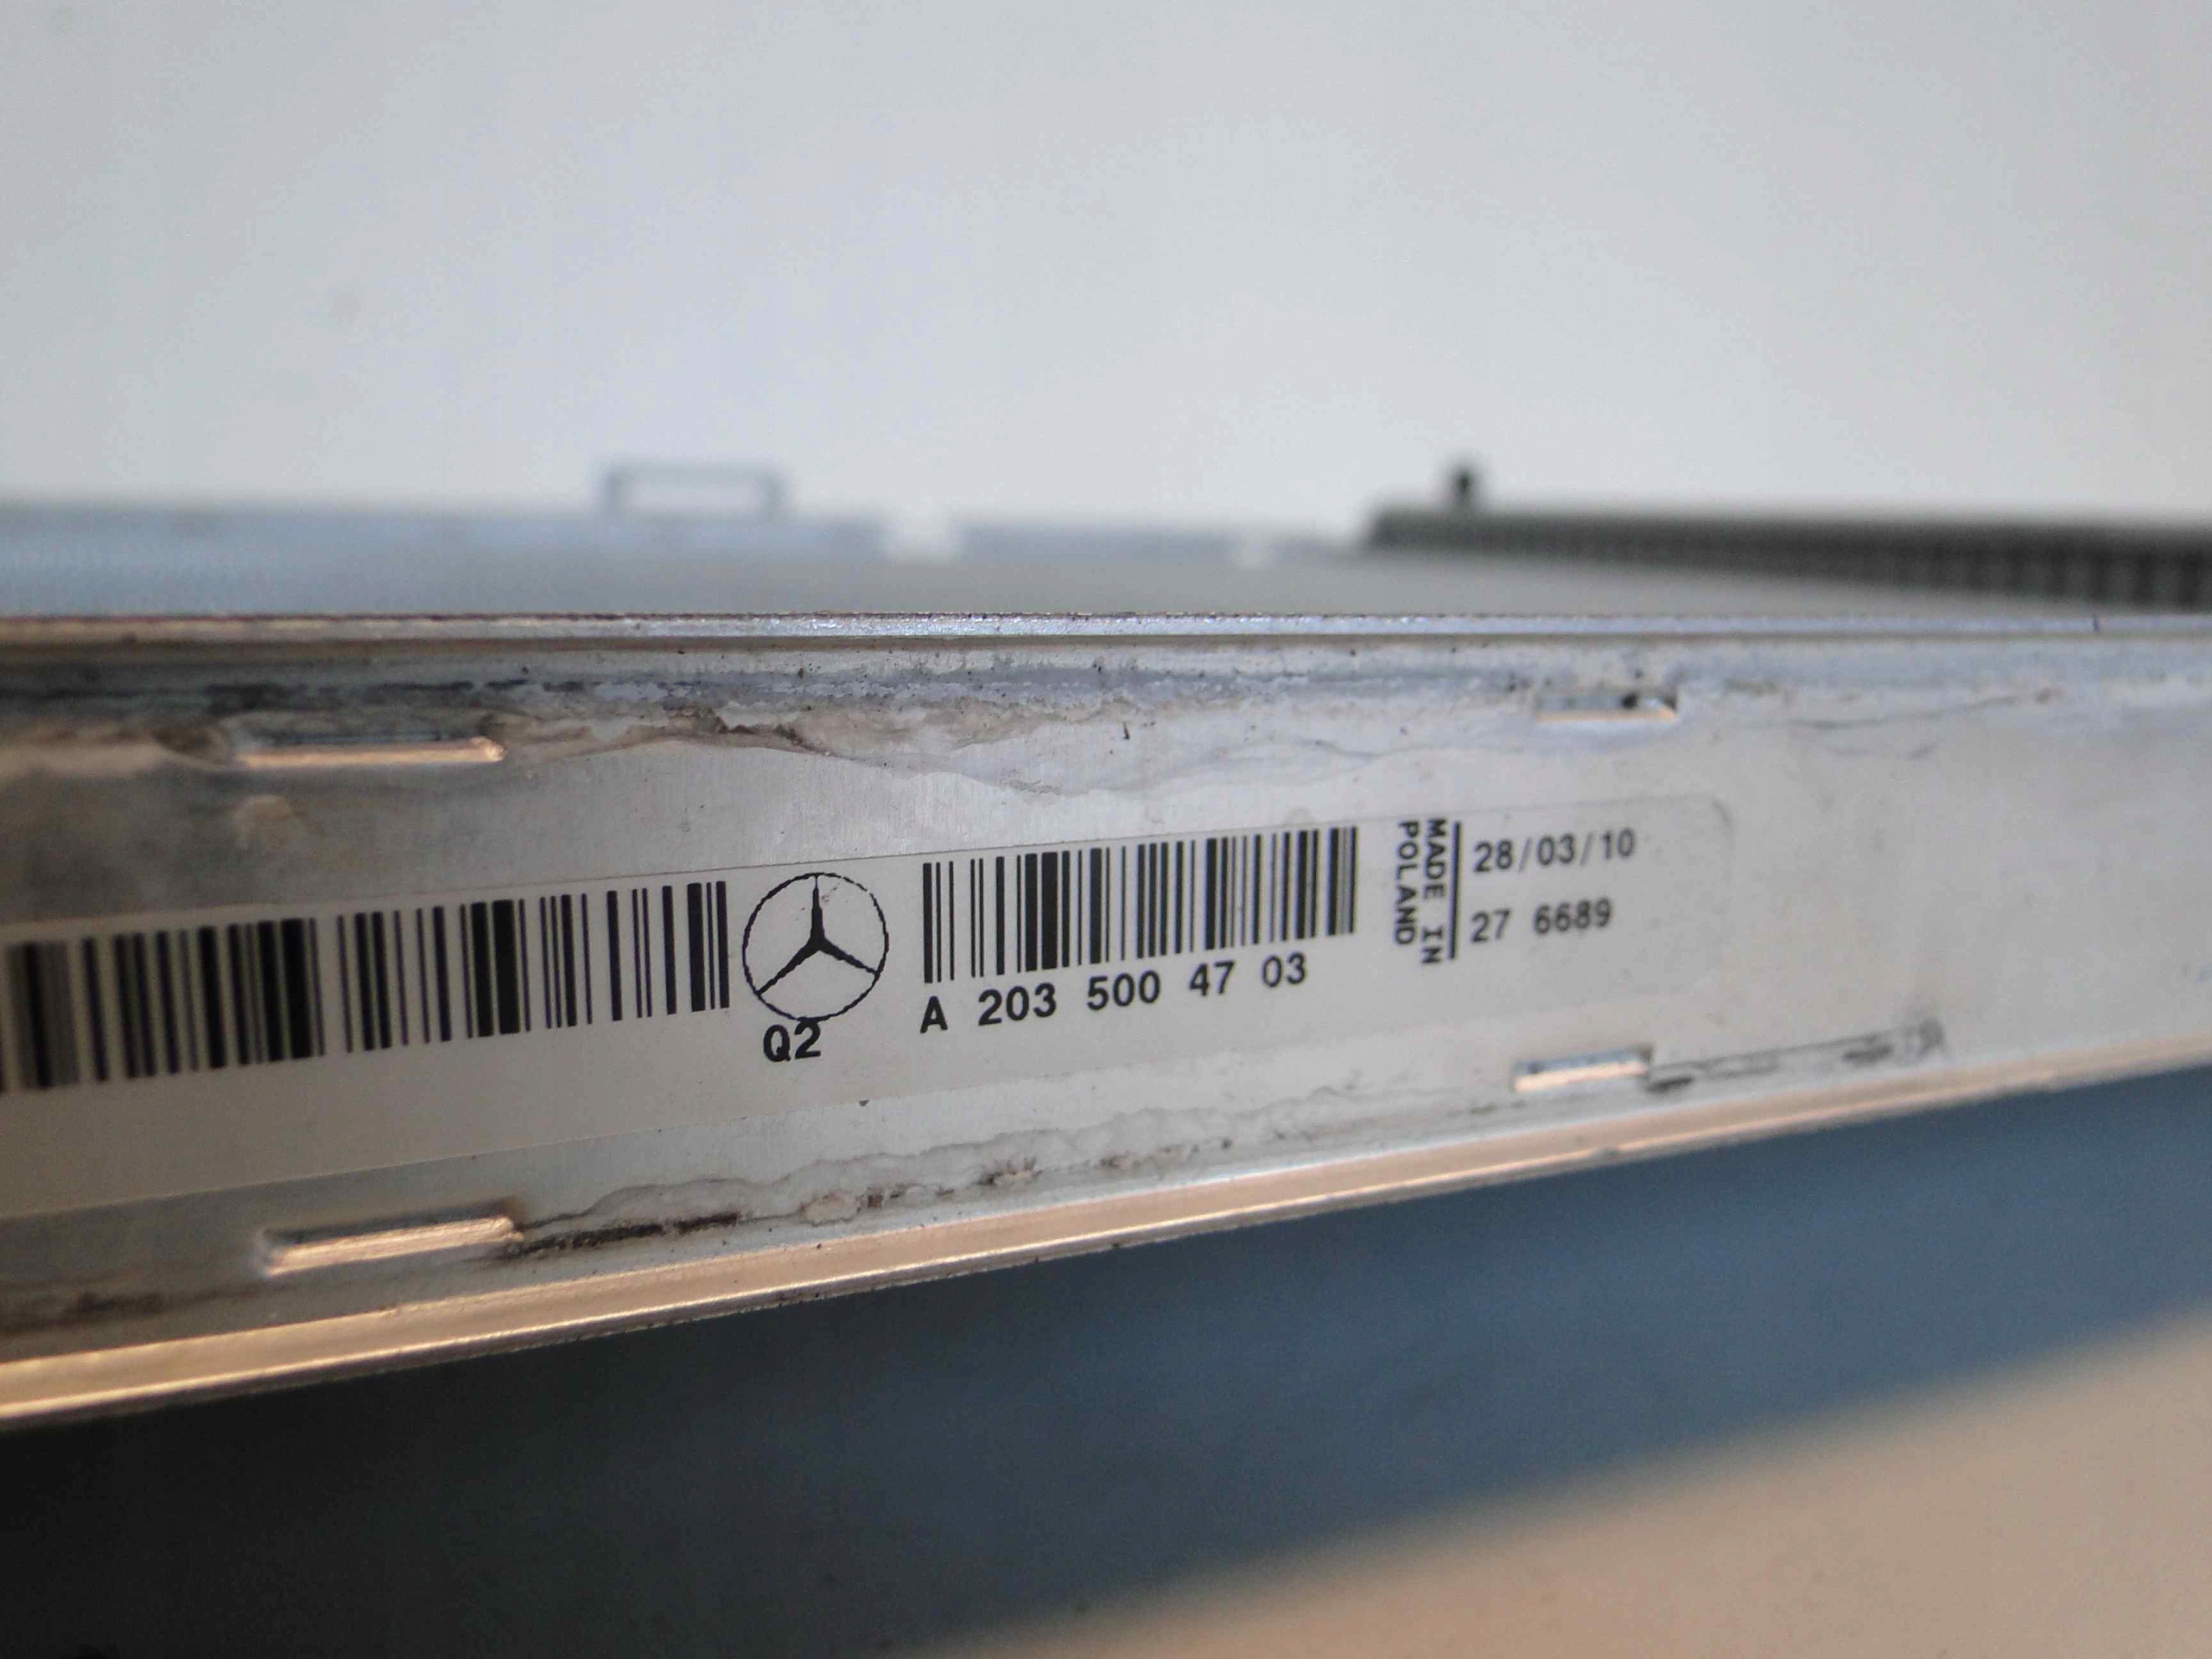 Q2
A 203 500 47 03
MADE IN
POLAND
28/03/10
27 6689